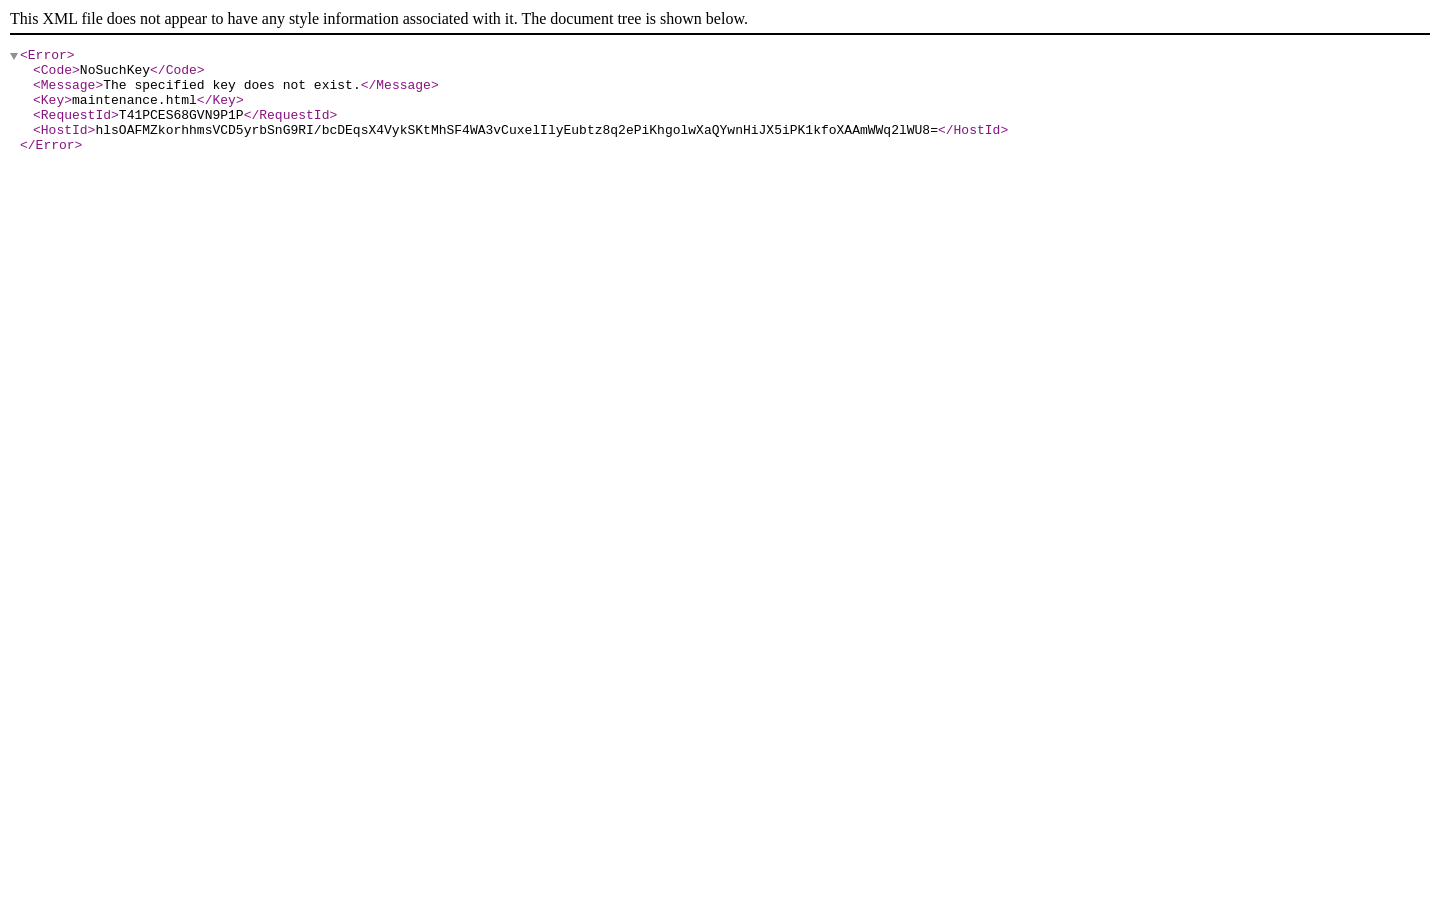 This XML file does not appear to have any style information associated with it. The document tree is shown below.
<Error>
<Code>NoSuchKey</Code>
<Message>The specified key does not exist.</Message>
<Key>maintenance.html</Key>
<RequestId>T41PCES68GVN9P1P</RequestId>
<HostId>hlsOAFMZkorhhmsVCD5yrbSnG9RI/bcDEqsX4VykSKtMhSF4WA3vCuxelIlyEubtz8q2ePiKhgolwXaQYwnHiJX5iPK1kfoXAAmWWq2lWU8=</HostId>
</Error>